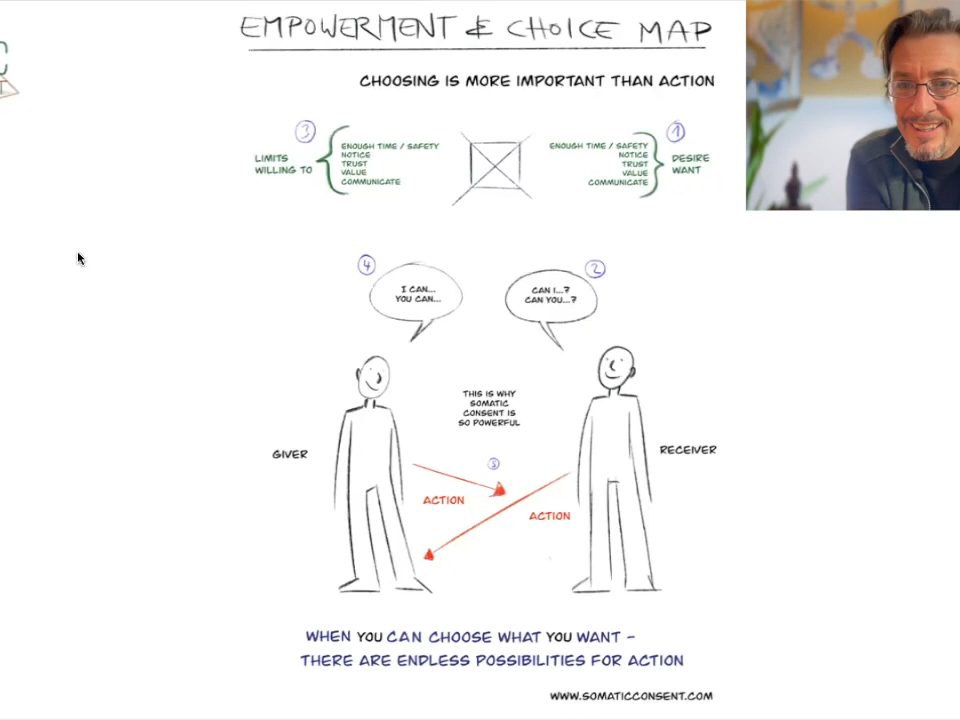 EMPOWERMENT & CHOICE MAP
CHOOSING IS MORE IMPORTANT THAN ACTION
3
LIMITS
WILLING TO
ENOUGH TIME / SAFETY
NOTICE
TRUST
VALUE
COMMUNICATE
1
ENOUGH TIME / SAFETY
NOTICE
TRUST
VALUE
COMMUNICATE
DESIRE
WANT
4
I CAN...
YOU CAN...
2
CAN I...?
CAN YOU...?
THIS IS WHY
SOMATIC
CONSENT IS
SO POWERFUL
GIVER
RECEIVER
ACTION
ACTION
WHEN YOU CAN CHOOSE WHAT YOU WANT -
THERE ARE ENDLESS POSSIBILITIES FOR ACTION
WWW.SOMATICCONSENT.COM